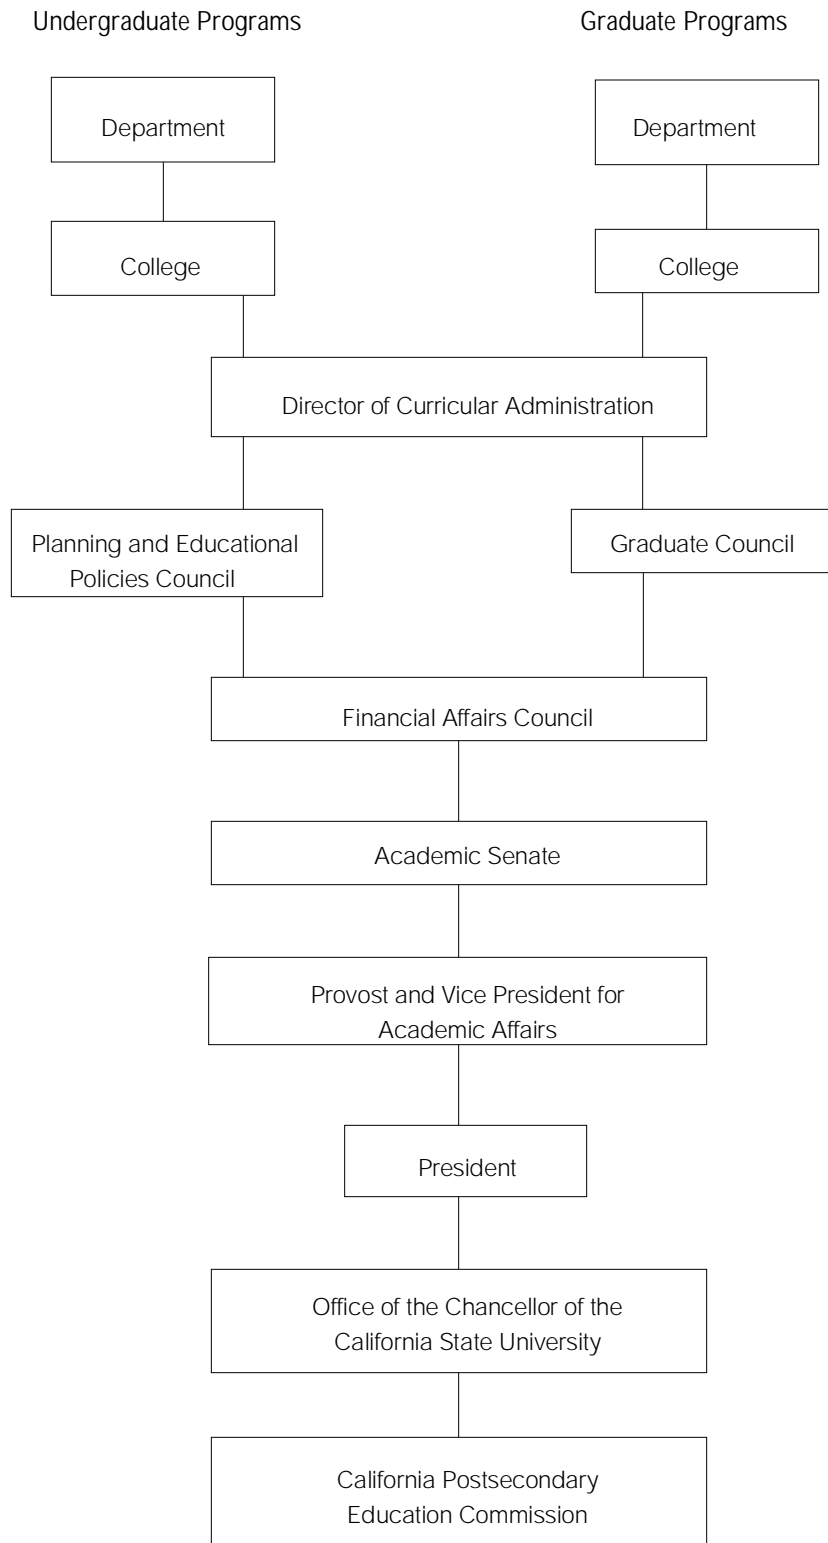 Undergraduate Programs
Graduate Programs
Department
Department
College
College
Director of Curricular Administration
Planning and Educational
Policies Council
Graduate Council
Financial Affairs Council
Academic Senate
Provost and Vice President for
Academic Affairs
President
Office of the Chancellor of the
California State University
California Postsecondary
Education Commission